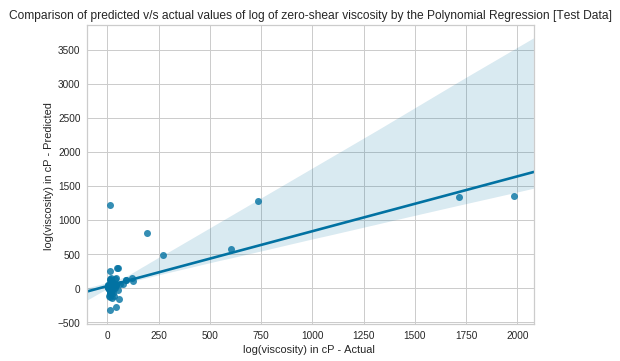 Comparison of predicted v/s actual values of log of zero-shear viscosity by the Polynomial Regression [Test Data]
3500
3000
2500
2000
1500
1000
500
0
−500
log(viscosity) in cP - Predicted
0 250 500 750 1000 1250 1500 1750 2000
log(viscosity) in cP - Actual